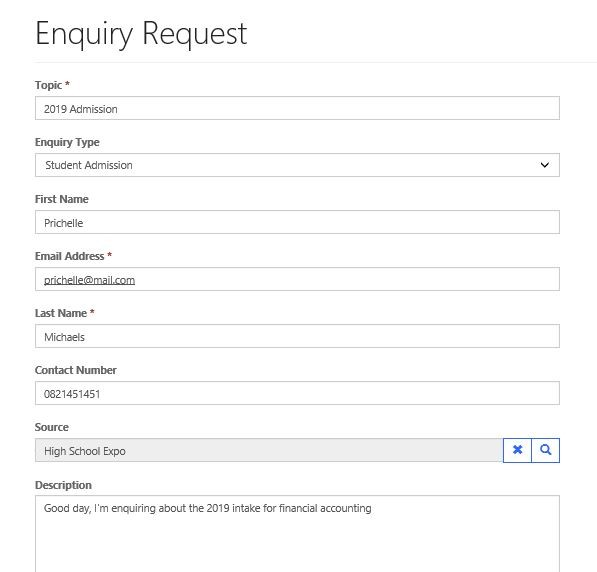 Enquiry Request
Topic *
2019 Admission
Enquiry Type
Student Admission
First Name
Prichelle
Email Address *
prichelle@mail.com
Last Name *
Michaels
Contact Number
0821451451
Source
High School Expo
Description
Good day, I'm enquiring about the 2019 intake for financial accounting